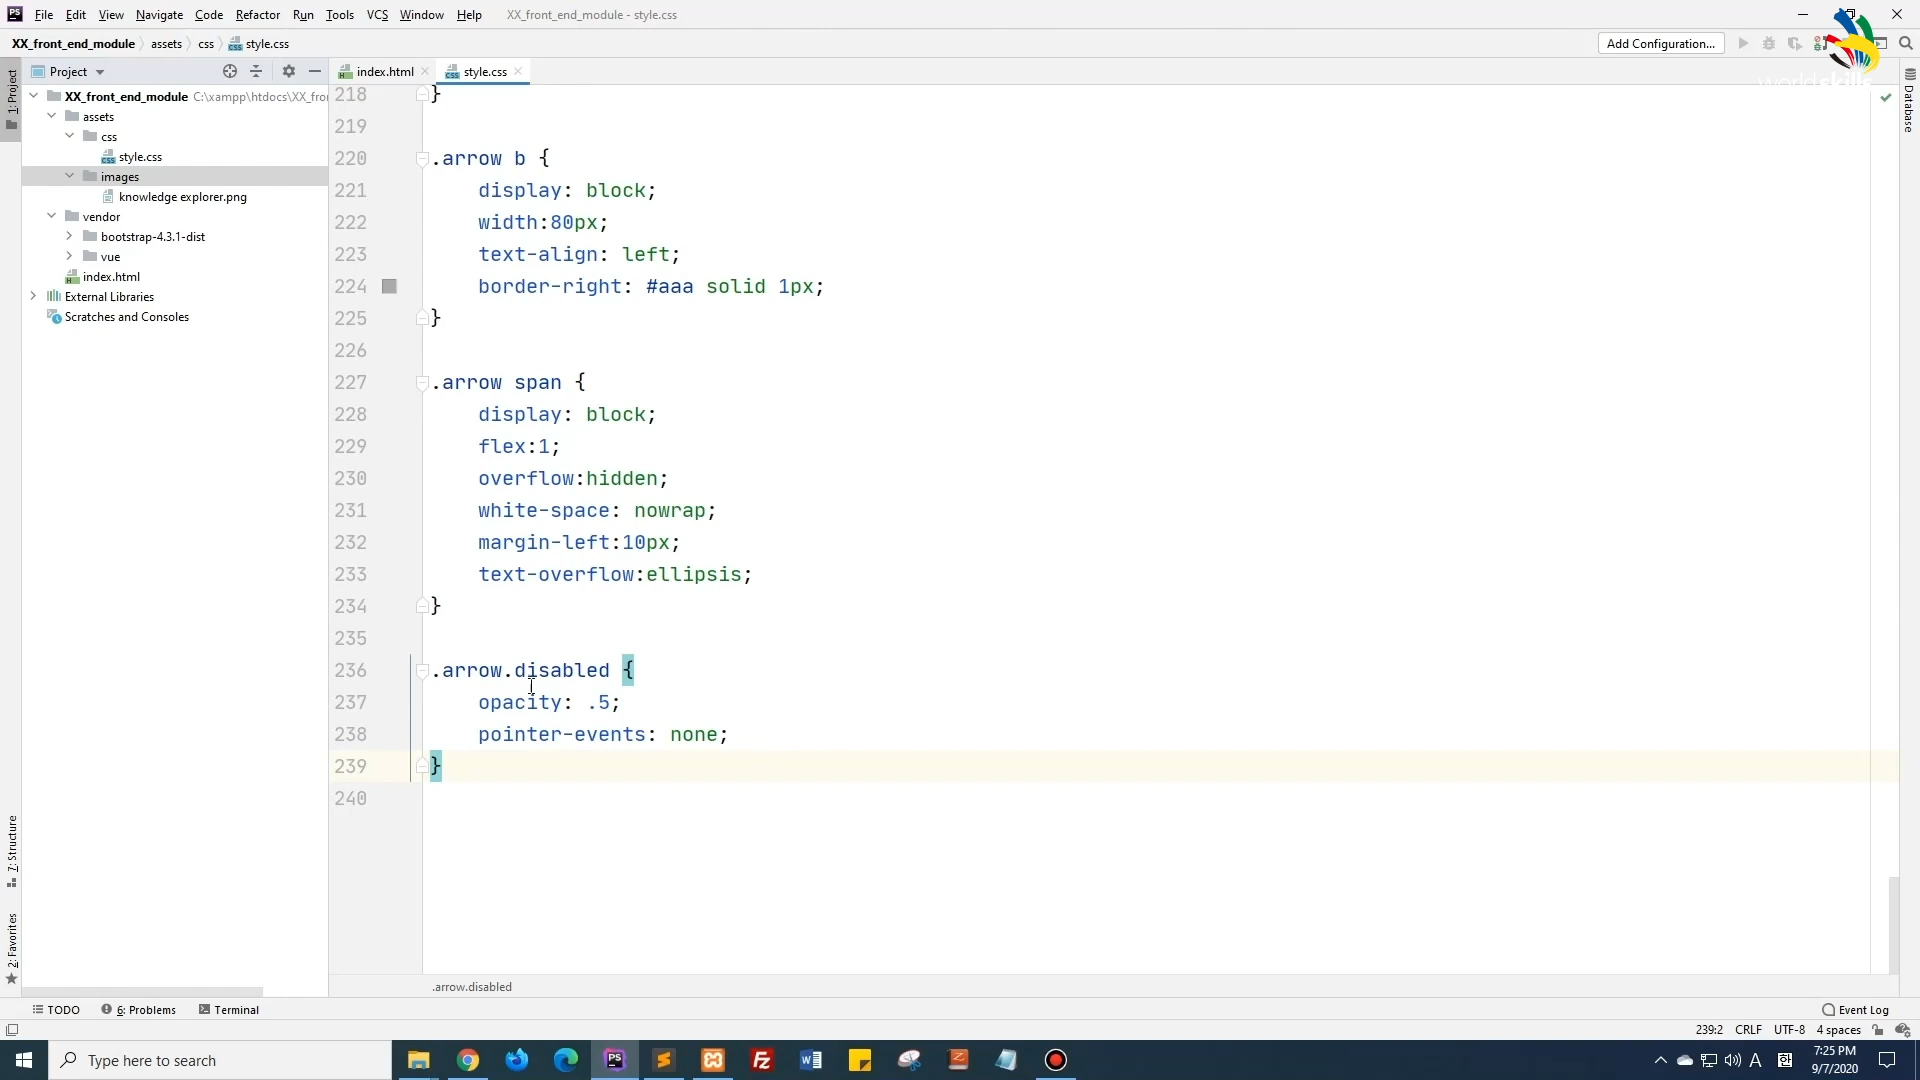 File Edit View Navigate Code Refactor Run Tools VCS Window Help XX_front_end_module - style.css
XX_front_end_module assets css style.css
Add Configuration...
world skills
Project
index.html
style.css
1: Project
XX_front_end_module C:\xampp\htdocs\XX_fro
assets
css
style.css
images
knowledge explorer.png
vendor
bootstrap-4.3.1-dist
vue
index.html
External Libraries
Scratches and Consoles
7: Structure
2: Favorites
Database
218 }
219
220 .arrow b {
221 display: block;
222 width:80px;
223 text-align: left;
224 border-right: #aaa solid 1px;
225 }
226
227 .arrow span {
228 display: block;
229 flex:1;
230 overflow:hidden;
231 white-space: nowrap;
232 margin-left:10px;
233 text-overflow:ellipsis;
234 }
235
236 .arrow.disabled {
237 opacity: .5;
238 pointer-events: none;
239 }
240
.arrow.disabled
TODO 6: Problems Terminal Event Log
239:2 CRLF UTF-8 4 spaces
Type here to search
A
7:25 PM
9/7/2020